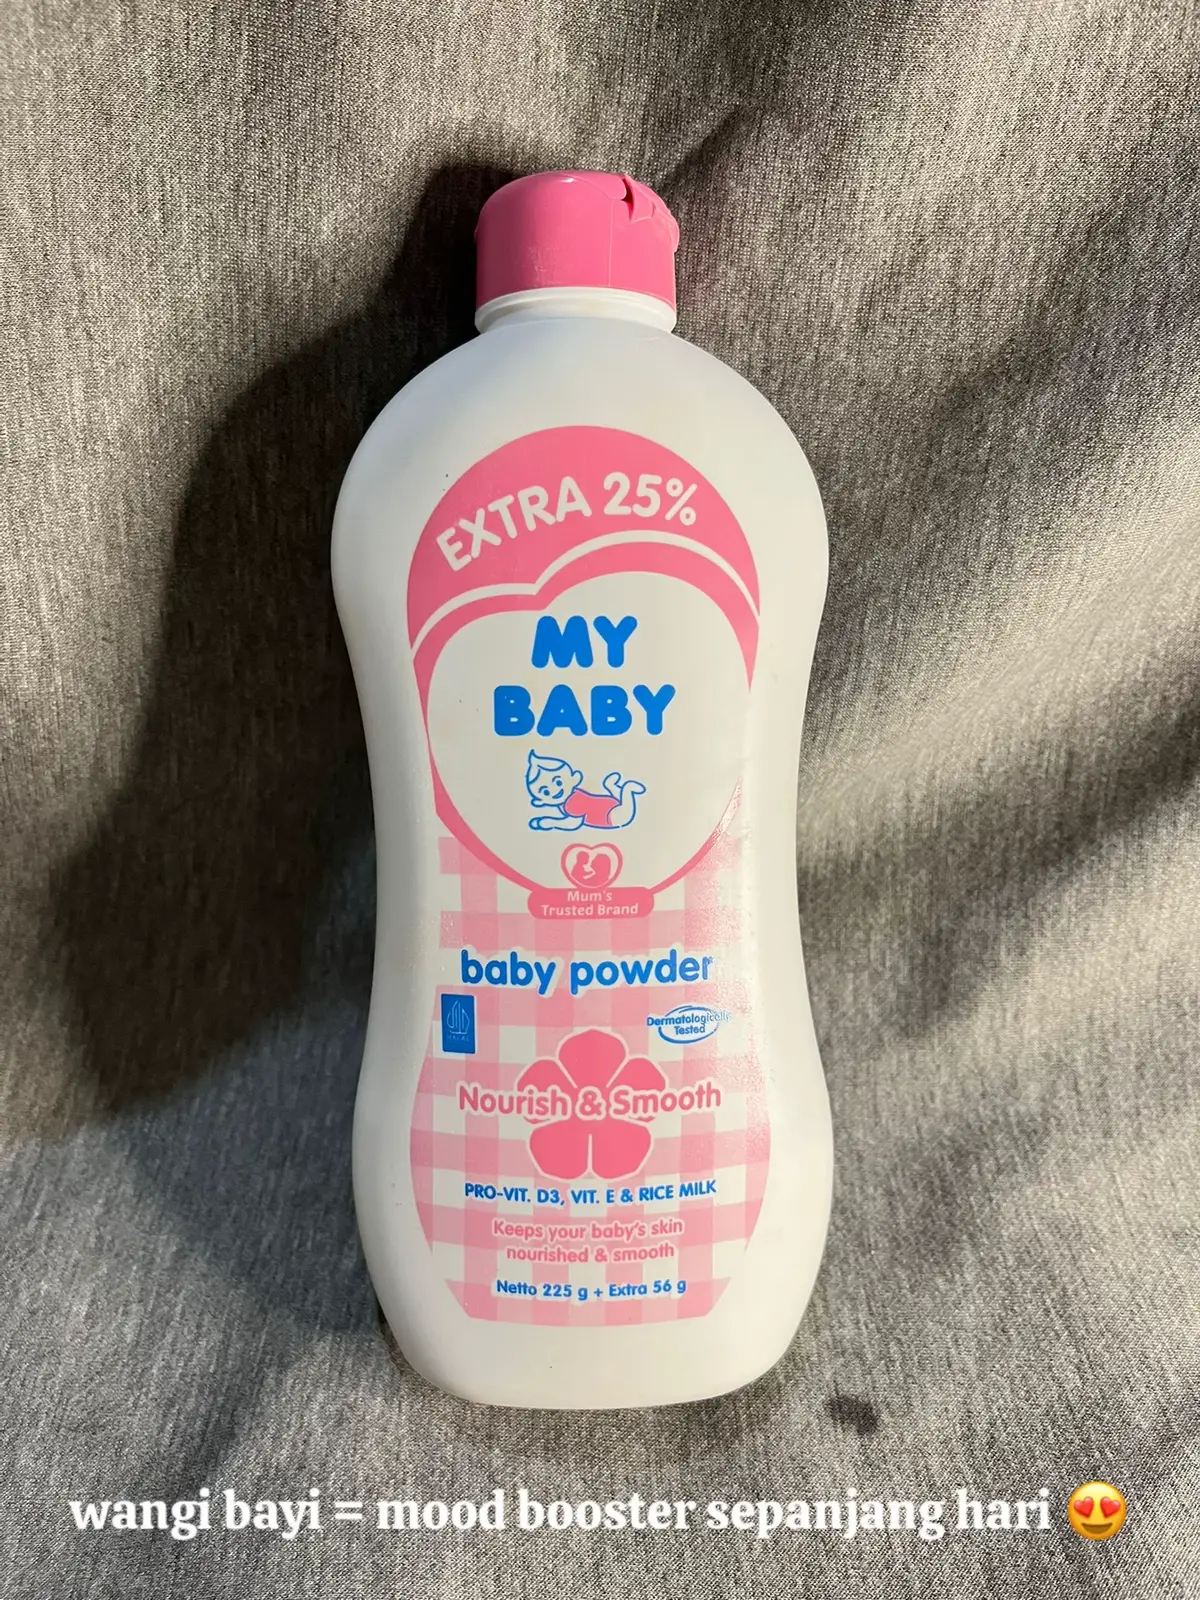 EXTRA 25%
MY
BABY
Mum's
Trusted Brand
baby powder
HALAL
Dermatologically
Tested
Nourish & Smooth
PRO-VIT. D3, VIT. E & RICE MILK
Keeps your baby's skin
nourished & smooth
Netto 225 g + Extra 56 g
wangi bayi = mood booster sepanjang hari 😍